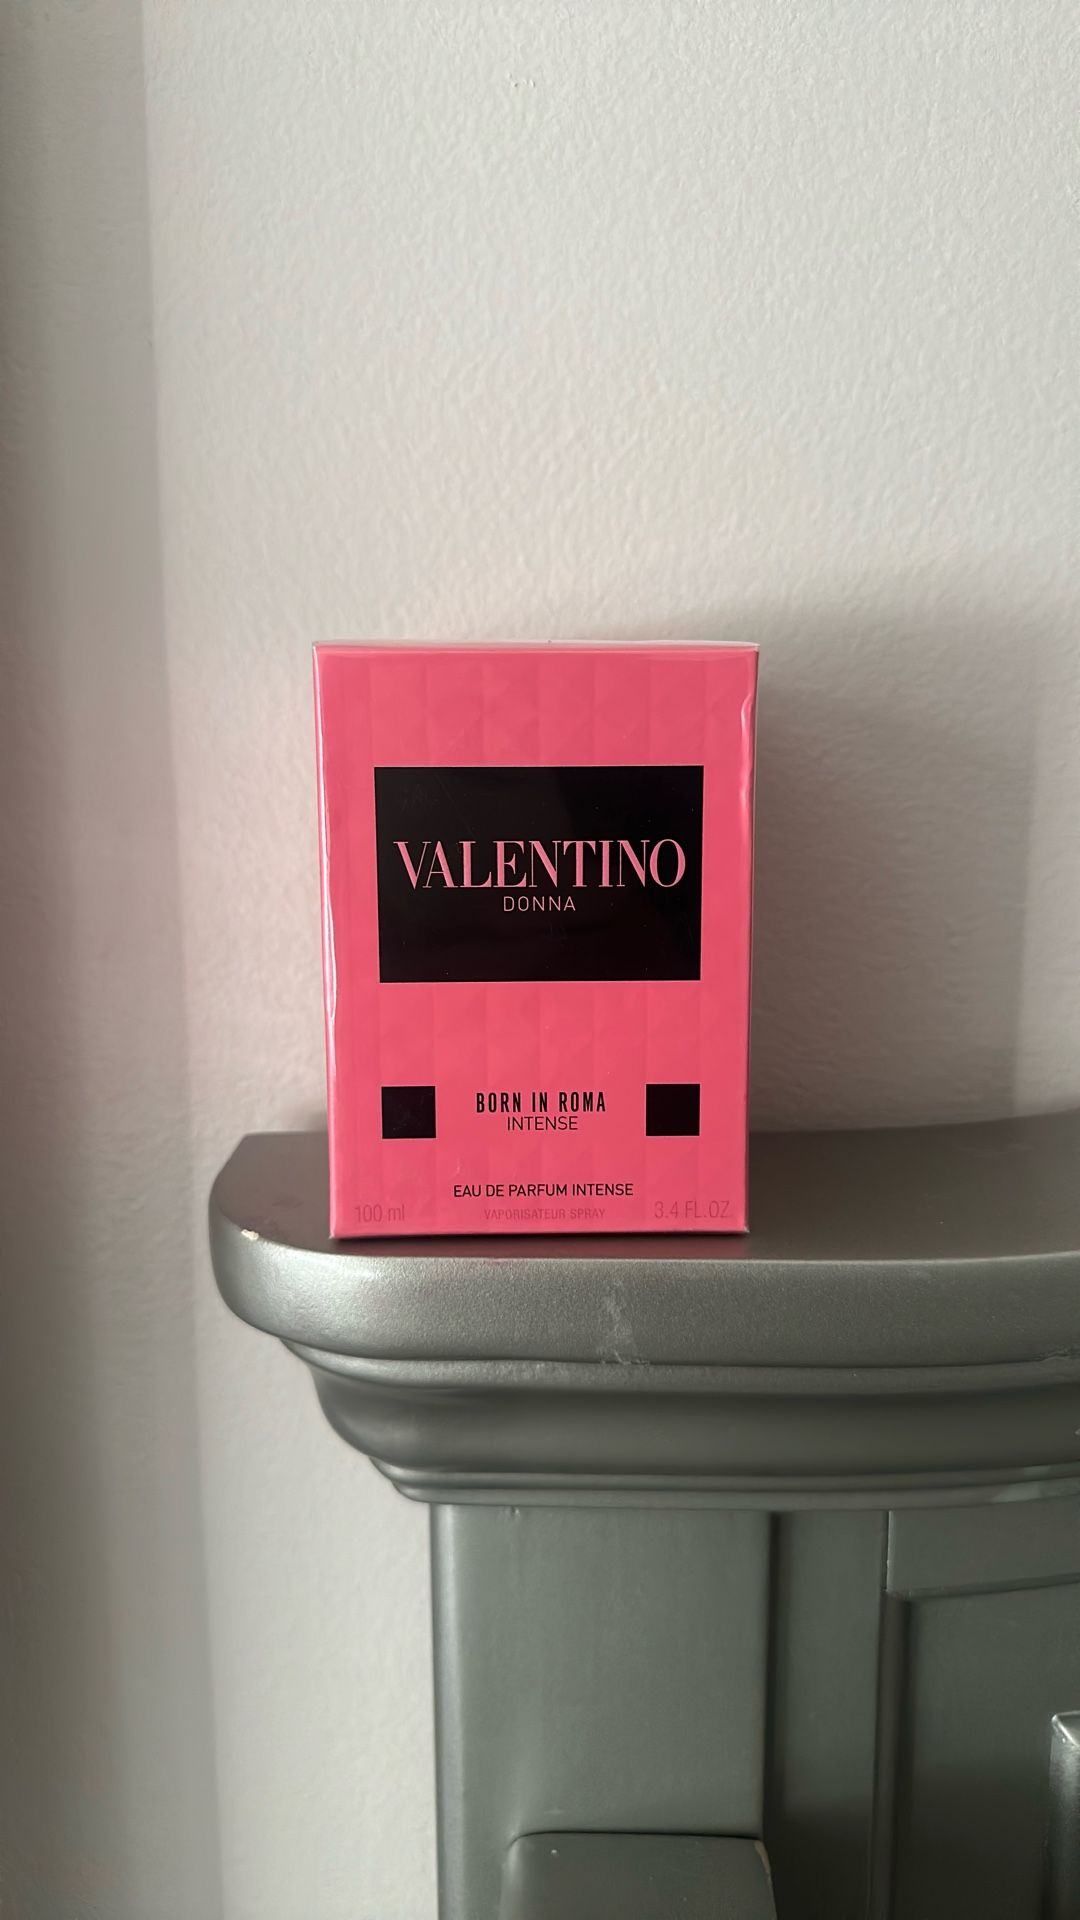 VALENTINO
DONNA
BORN IN ROMA
INTENSE
EAU DE PARFUM INTENSE
100 ml VAPORISATEUR SPRAY 3.4 FL.OZ.